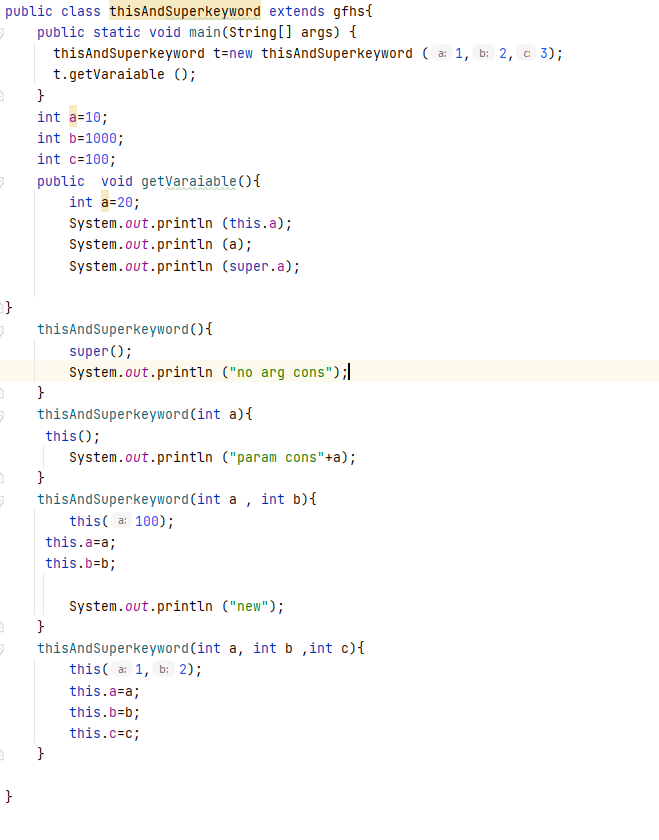 public class thisAndSuperkeyword extends gfhs{
    public static void main(String[] args) {
      thisAndSuperkeyword t=new thisAndSuperkeyword ( a: 1, b: 2, c: 3);
      t.getVaraiable ();
    }
    int a=10;
    int b=1000;
    int c=100;
    public  void getVaraiable(){
        int a=20;
        System.out.println (this.a);
        System.out.println (a);
        System.out.println (super.a);
}
    thisAndSuperkeyword(){
        super();
        System.out.println ("no arg cons");
    }
    thisAndSuperkeyword(int a){
     this();
        System.out.println ("param cons"+a);
    }
    thisAndSuperkeyword(int a , int b){
        this( a: 100);
     this.a=a;
     this.b=b;
        System.out.println ("new");
    }
    thisAndSuperkeyword(int a, int b ,int c){
        this( a: 1, b: 2);
        this.a=a;
        this.b=b;
        this.c=c;
    }
}